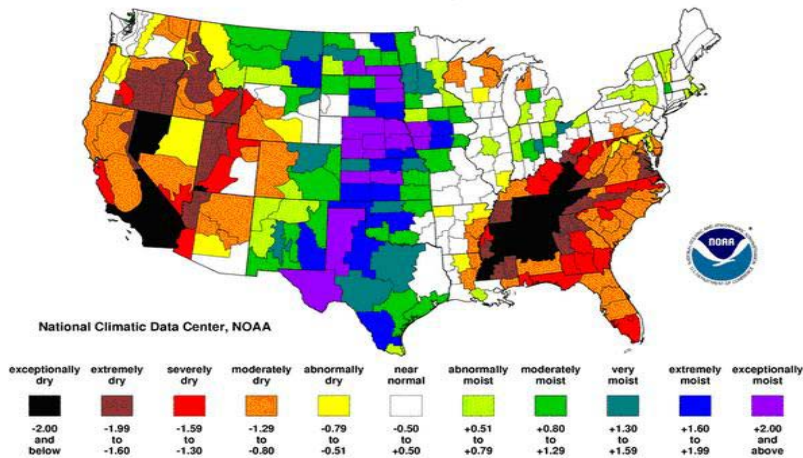 NOAA
National Climatic Data Center, NOAA
exceptionally dry
extremely dry
severely dry
moderately dry
abnormally dry
near normal
abnormally moist
moderately moist
very moist
extremely moist
exceptionally moist
-2.00 and below
-1.99 to -1.60
-1.59 to -1.30
-1.29 to -0.80
-0.79 to -0.51
-0.50 to +0.50
+0.51 to +0.79
+0.80 to +1.29
+1.30 to +1.59
+1.60 to +1.99
+2.00 and above